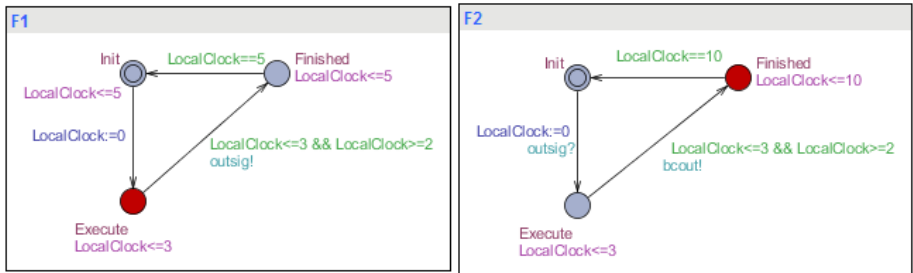 F1
Init
LocalClock==5
Finished
LocalClock<=5
LocalClock<=5
LocalClock:=0
LocalClock<=3 && LocalClock>=2
outsig!
Execute
LocalClock<=3
F2
Init
LocalClock==10
Finished
LocalClock<=10
LocalClock:=0
outsig?
LocalClock<=3 && LocalClock>=2
bcout!
Execute
LocalClock<=3